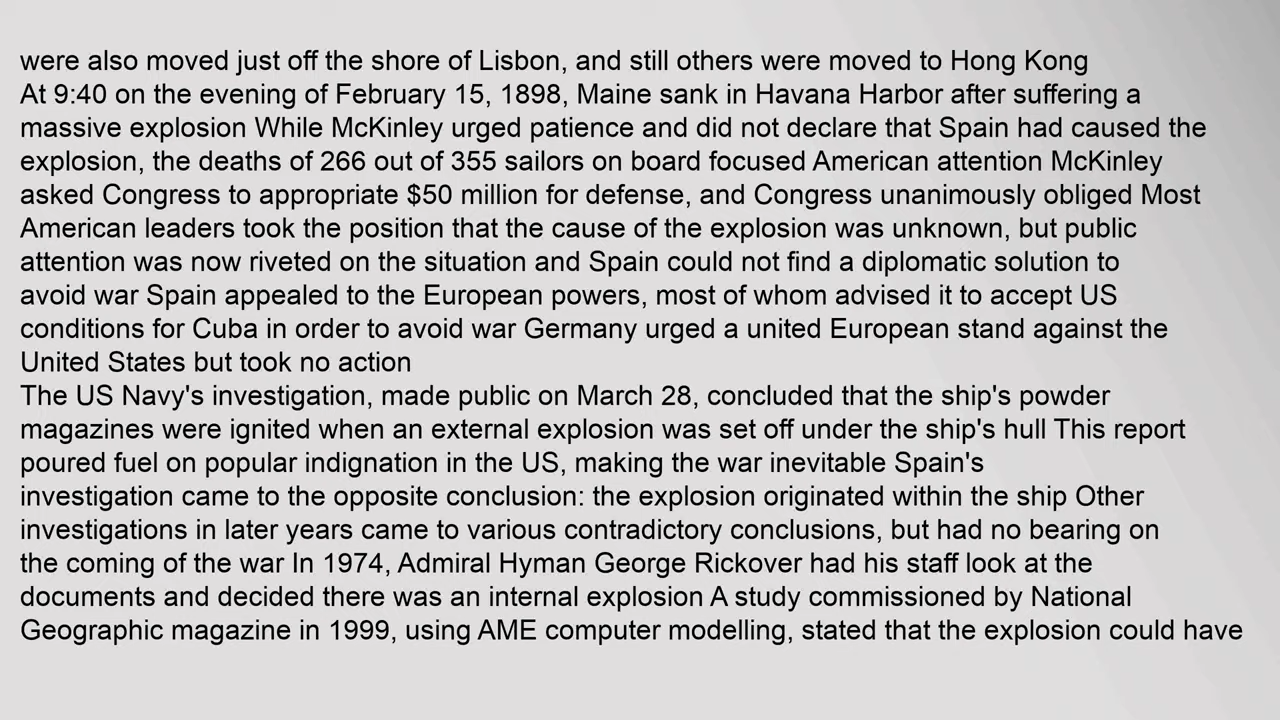 were also moved just off the shore of Lisbon, and still others were moved to Hong Kong
At 9:40 on the evening of February 15, 1898, Maine sank in Havana Harbor after suffering a
massive explosion While McKinley urged patience and did not declare that Spain had caused the
explosion, the deaths of 266 out of 355 sailors on board focused American attention McKinley
asked Congress to appropriate $50 million for defense, and Congress unanimously obliged Most
American leaders took the position that the cause of the explosion was unknown, but public
attention was now riveted on the situation and Spain could not find a diplomatic solution to
avoid war Spain appealed to the European powers, most of whom advised it to accept US
conditions for Cuba in order to avoid war Germany urged a united European stand against the
United States but took no action
The US Navy's investigation, made public on March 28, concluded that the ship's powder
magazines were ignited when an external explosion was set off under the ship's hull This report
poured fuel on popular indignation in the US, making the war inevitable Spain's
investigation came to the opposite conclusion: the explosion originated within the ship Other
investigations in later years came to various contradictory conclusions, but had no bearing on
the coming of the war In 1974, Admiral Hyman George Rickover had his staff look at the
documents and decided there was an internal explosion A study commissioned by National
Geographic magazine in 1999, using AME computer modelling, stated that the explosion could have